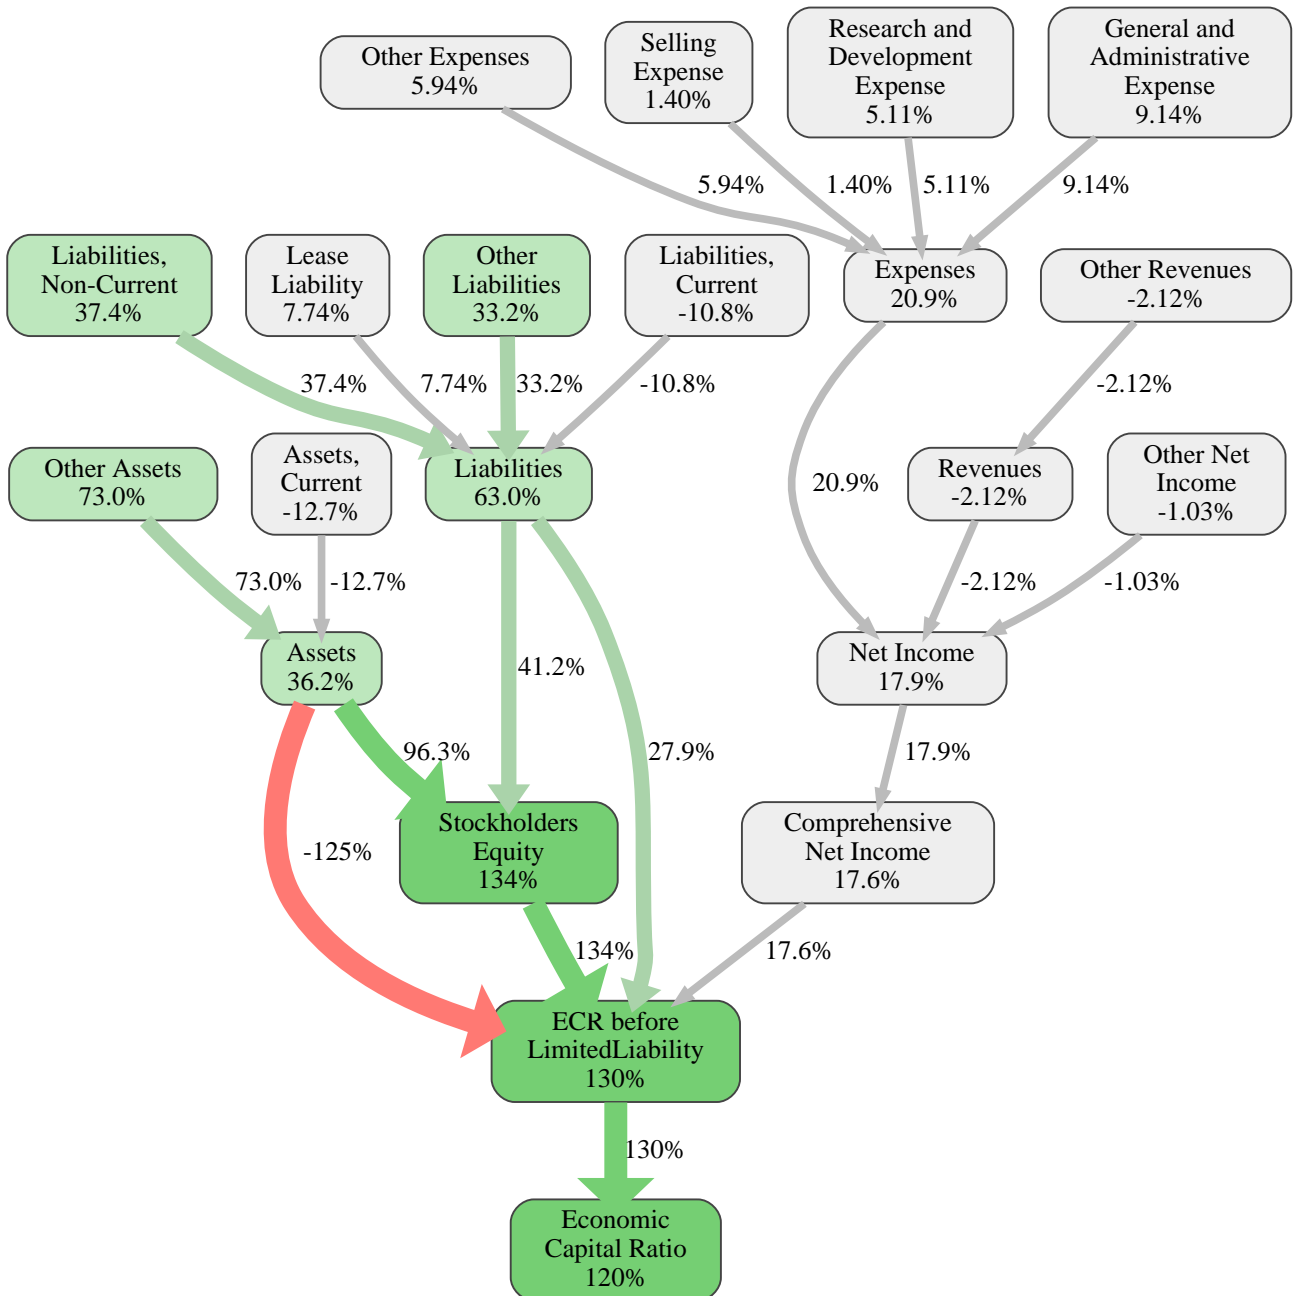 Other Expenses
5.94%
Selling
Expense
1.40%
Research and
Development
Expense
5.11%
General and
Administrative
Expense
9.14%
5.94%
1.40%
5.11%
9.14%
Liabilities,
Non-Current
37.4%
Lease
Liability
7.74%
Other
Liabilities
33.2%
Liabilities,
Current
-10.8%
Expenses
20.9%
Other Revenues
-2.12%
37.4%
7.74%
33.2%
-10.8%
-2.12%
Other Assets
73.0%
Assets,
Current
-12.7%
Liabilities
63.0%
20.9%
Revenues
-2.12%
Other Net
Income
-1.03%
73.0%
-12.7%
-2.12%
-1.03%
Assets
36.2%
41.2%
Net Income
17.9%
96.3%
27.9%
17.9%
-125%
Stockholders
Equity
134%
Comprehensive
Net Income
17.6%
134%
17.6%
ECR before
LimitedLiability
130%
130%
Economic
Capital Ratio
120%